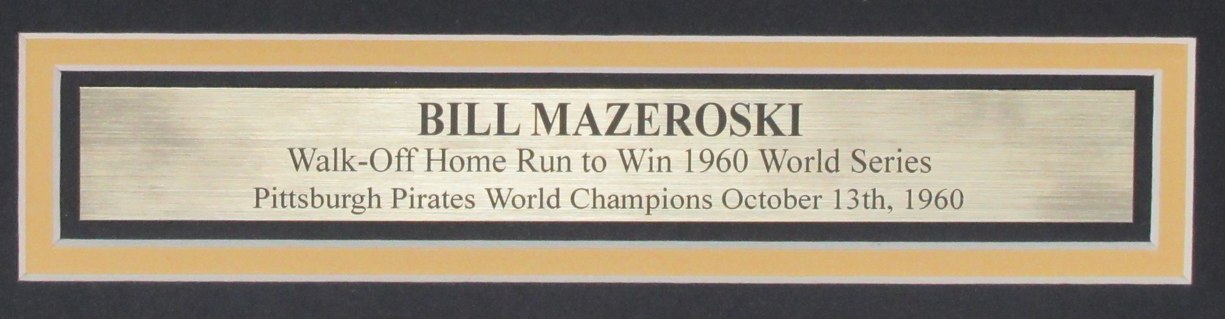 BILL MAZEROSKI
Walk-Off Home Run to Win 1960 World Series
Pittsburgh Pirates World Champions October 13th, 1960